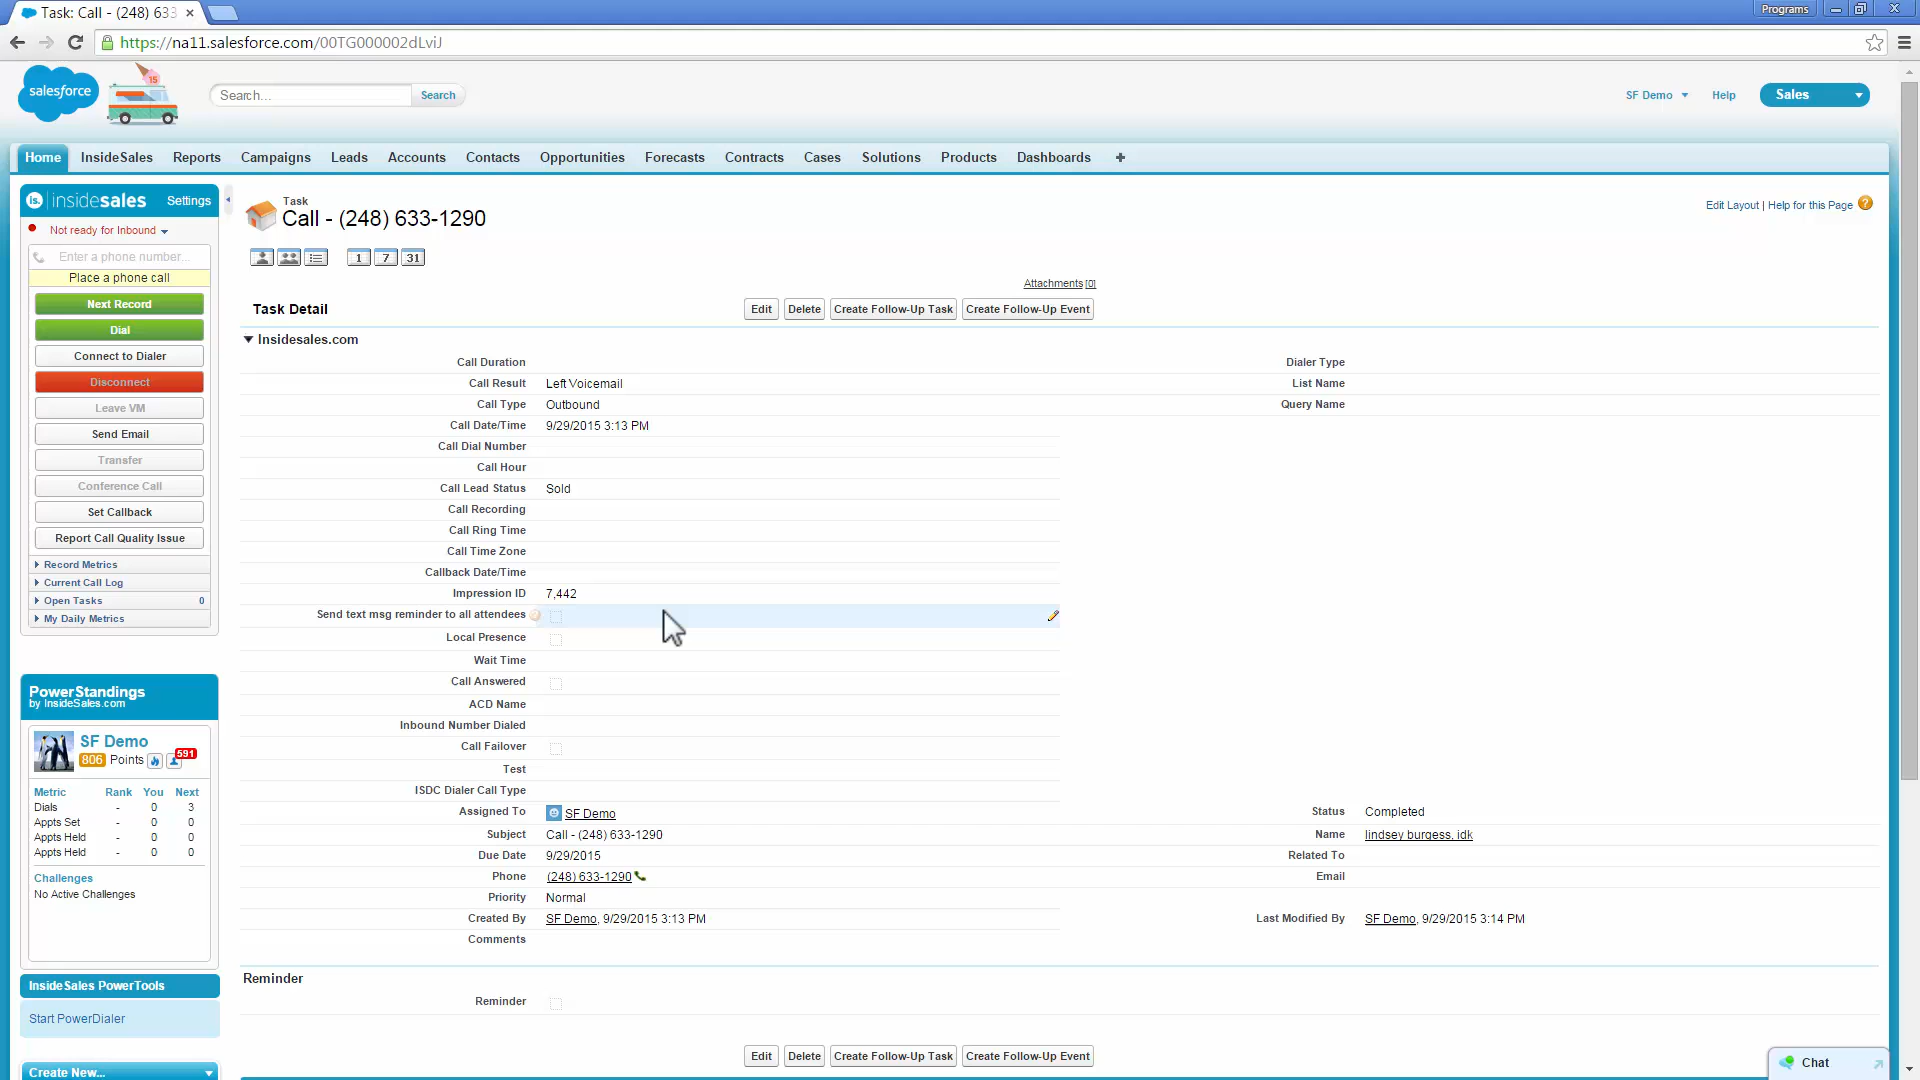 Task: Call - (248) 633
Programs
https://na11.salesforce.com/00TG000002dLviJ
salesforce
15
Search...
Search
SF Demo
Help
Sales
Home
InsideSales
Reports
Campaigns
Leads
Accounts
Contacts
Opportunities
Forecasts
Contracts
Cases
Solutions
Products
Dashboards
+
is. insidesales
Settings
Not ready for Inbound
Enter a phone number...
Place a phone call
Next Record
Dial
Connect to Dialer
Disconnect
Leave VM
Send Email
Transfer
Conference Call
Set Callback
Report Call Quality Issue
Record Metrics
Current Call Log
Open Tasks 0
My Daily Metrics
PowerStandings
by InsideSales.com
SF Demo
806 Points 591
Metric Rank You Next
Dials - 0 3
Appts Set - 0 0
Appts Held - 0 0
Appts Held - 0 0
Challenges
No Active Challenges
InsideSales PowerTools
Start PowerDialer
Create New...
Task
Call - (248) 633-1290
Edit Layout | Help for this Page ?
1 7 31
Attachments [0]
Task Detail
Edit
Delete
Create Follow-Up Task
Create Follow-Up Event
Insidesales.com
Call Duration
Dialer Type
Call Result Left Voicemail
List Name
Call Type Outbound
Query Name
Call Date/Time 9/29/2015 3:13 PM
Call Dial Number
Call Hour
Call Lead Status Sold
Call Recording
Call Ring Time
Call Time Zone
Callback Date/Time
Impression ID 7,442
Send text msg reminder to all attendees
Local Presence
Wait Time
Call Answered
ACD Name
Inbound Number Dialed
Call Failover
Test
ISDC Dialer Call Type
Assigned To SF Demo
Status Completed
Subject Call - (248) 633-1290
Name lindsey burgess, idk
Due Date 9/29/2015
Related To
Phone (248) 633-1290
Email
Priority Normal
Created By SF Demo, 9/29/2015 3:13 PM
Last Modified By SF Demo, 9/29/2015 3:14 PM
Comments
Reminder
Reminder
Edit
Delete
Create Follow-Up Task
Create Follow-Up Event
Chat